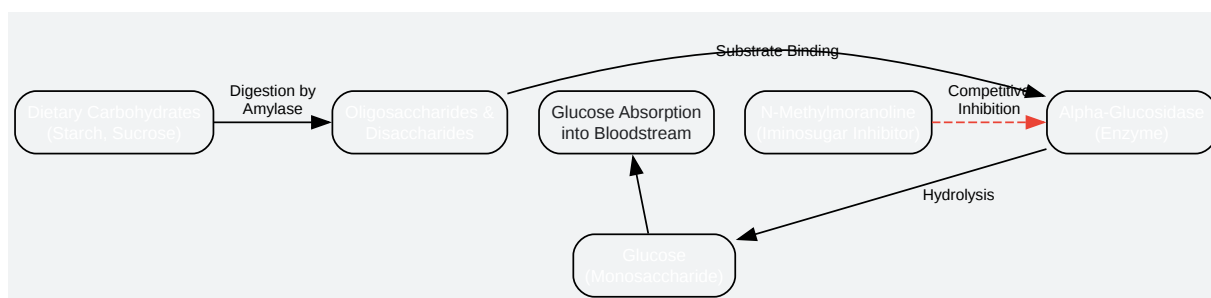 Substrate Binding
Digestion by
Amylase
Competitive
Inhibition
Dietary Carbohydrates
(Starch, Sucrose)
Oligosaccharides &
Disaccharides
Glucose Absorption
into Bloodstream
N-Methylmoranoline
(Iminosugar Inhibitor)
Alpha-Glucosidase
(Enzyme)
Hydrolysis
Glucose
(Monosaccharide)